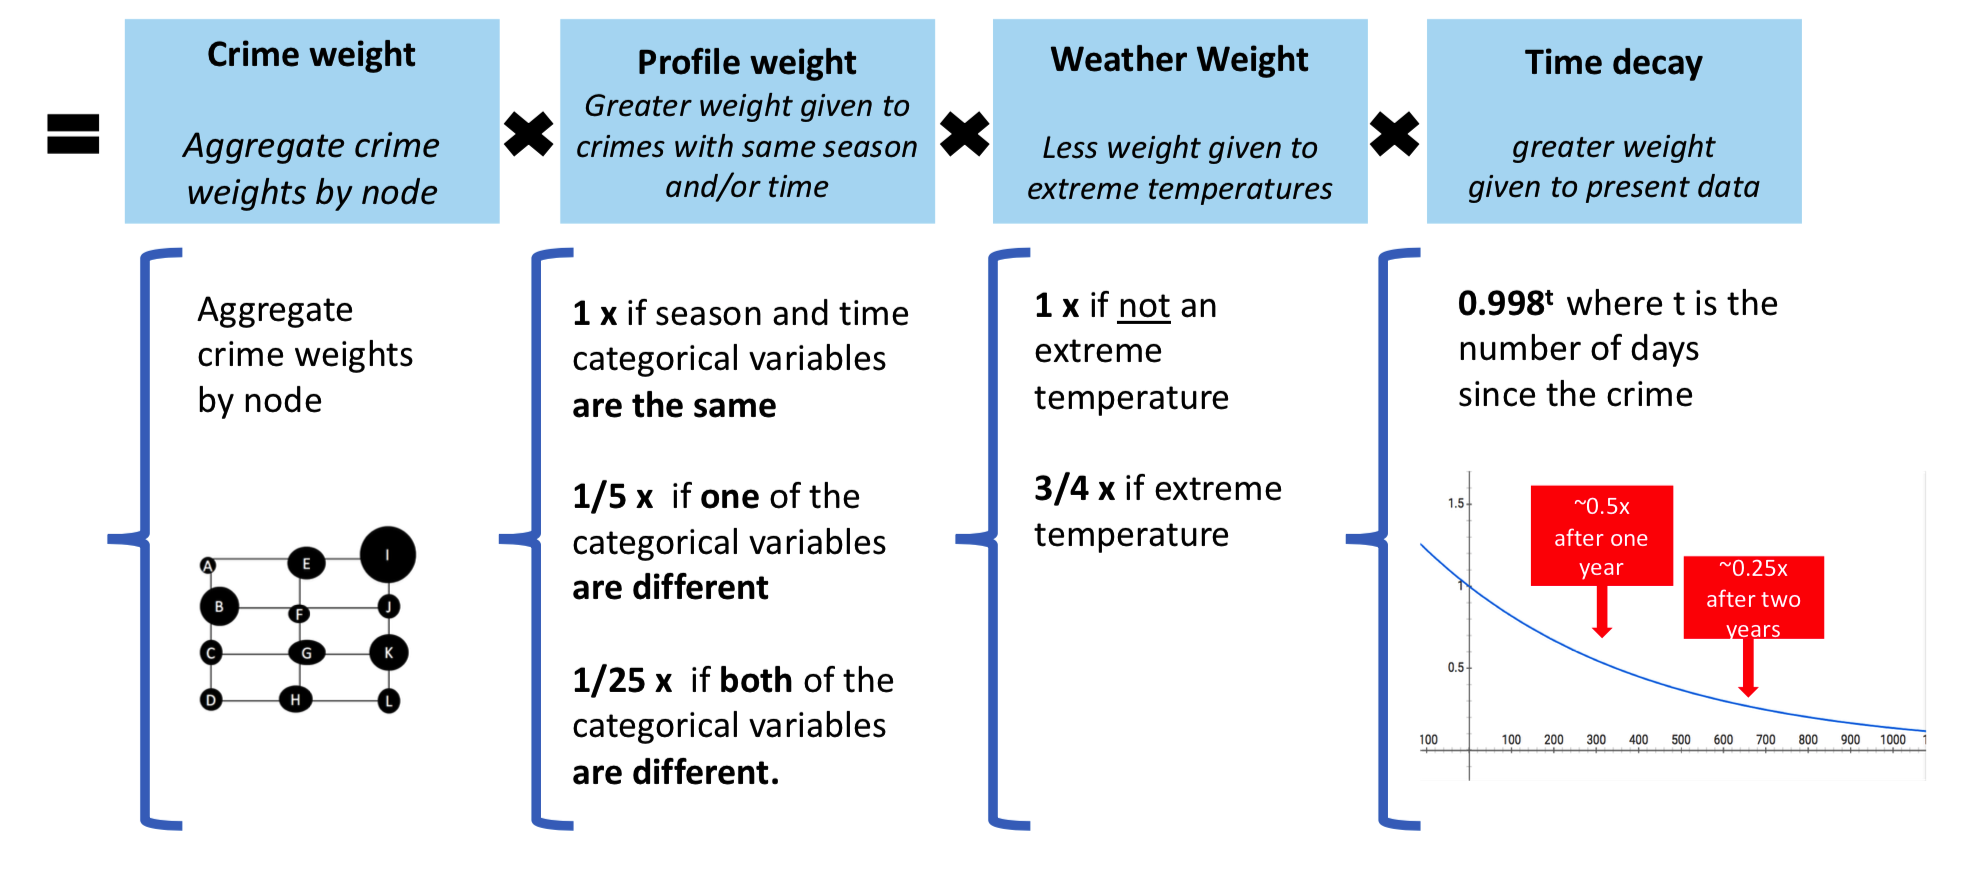 Crime weight
Aggregate crime
weights by node
Profile weight
Greater weight given to
crimes with same season
and/or time
Weather Weight
Less weight given to
extreme temperatures
Time decay
greater weight
given to present data
Aggregate
crime weights
by node
A
E
I
B
F
J
C
G
K
D
H
L
1 x if season and time
categorical variables
are the same
1/5 x if one of the
categorical variables
are different
1/25 x if both of the
categorical variables
are different.
1 x if not an
extreme
temperature
3/4 x if extreme
temperature
0.998ᵗ where t is the
number of days
since the crime
1.5
1
0.5
~0.5x
after one
year
~0.25x
after two
years
100 100 200 300 400 500 600 700 800 900 1000 1